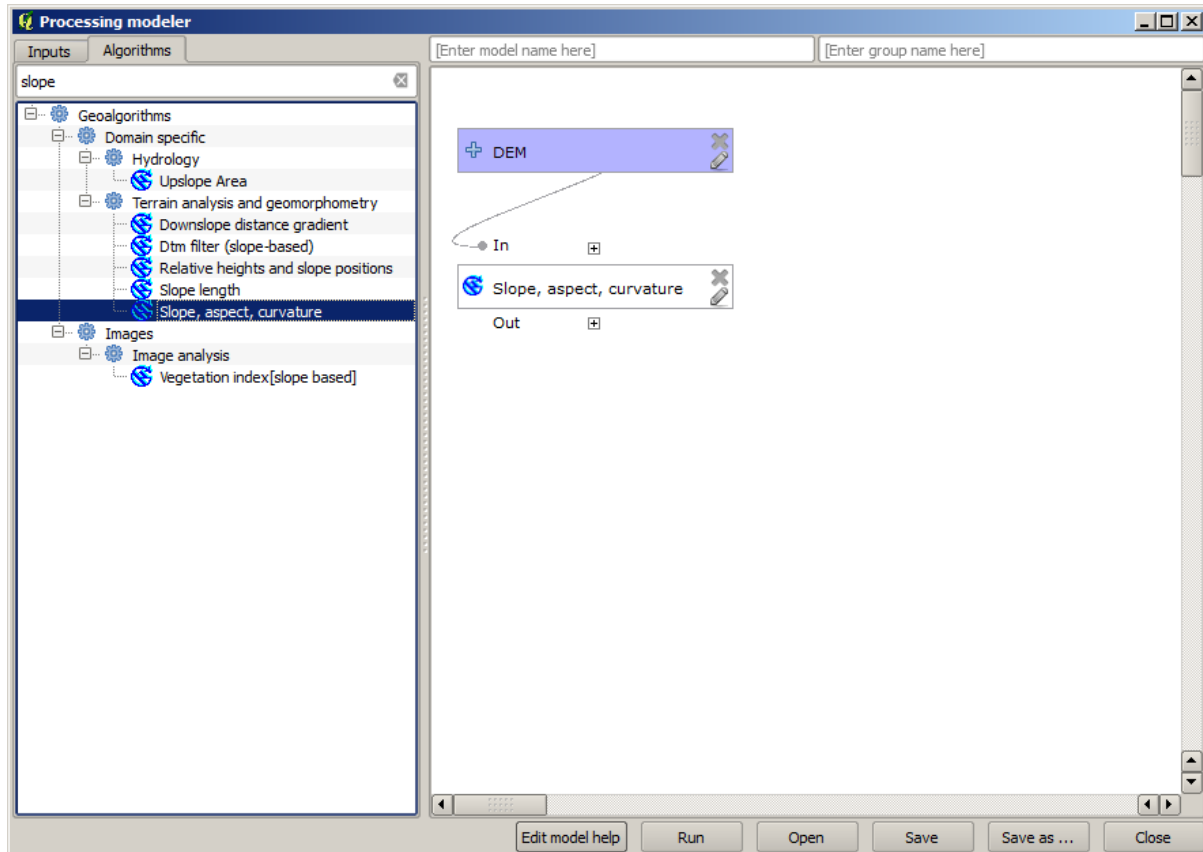 Processing modeler
Inputs
Algorithms
[Enter model name here]
[Enter group name here]
slope
Geoalgorithms
Domain specific
Hydrology
Upslope Area
Terrain analysis and geomorphometry
Downslope distance gradient
Dtm filter (slope-based)
Relative heights and slope positions
Slope length
Slope, aspect, curvature
Images
Image analysis
Vegetation index[slope based]
DEM
In
Slope, aspect, curvature
Out
Edit model help
Run
Open
Save
Save as ...
Close